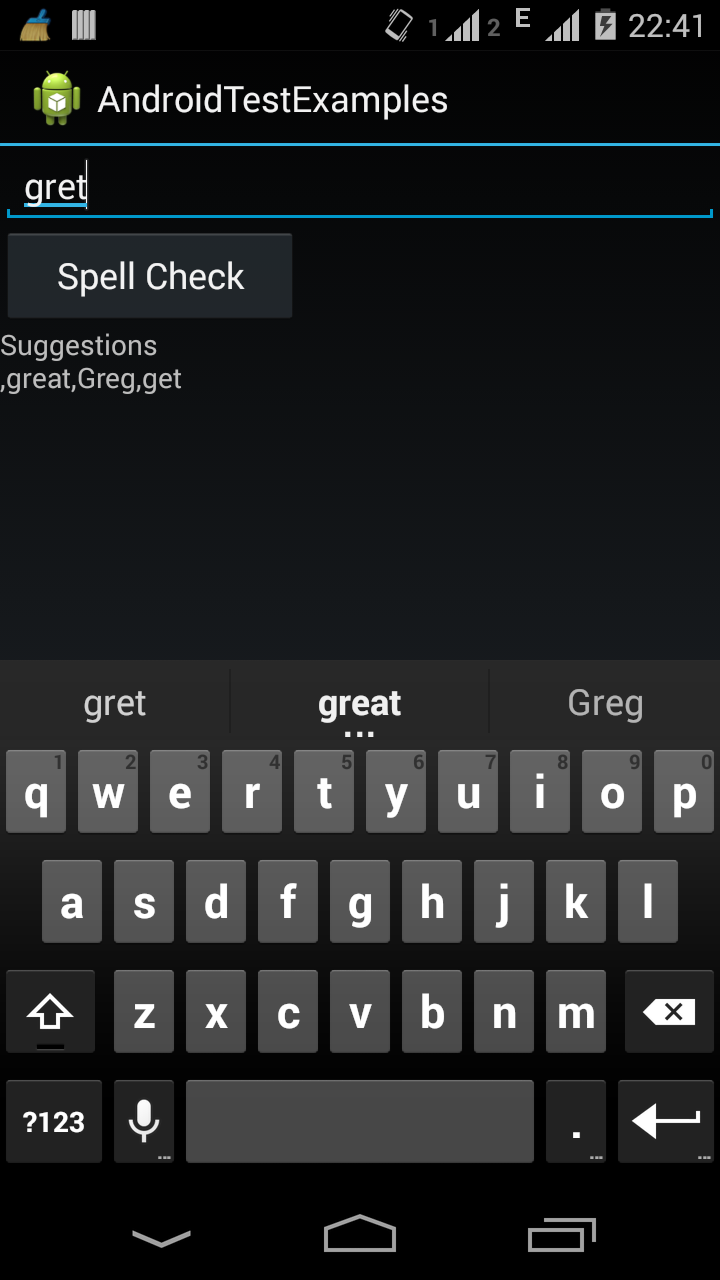 1 2 E 22:41
AndroidTestExamples
gret
Spell Check
Suggestions
,great,Greg,get
gret great Greg
1 2 3 4 5 6 7 8 9 0
q w e r t y u i o p
a s d f g h j k l
z x c v b n m
?123 .